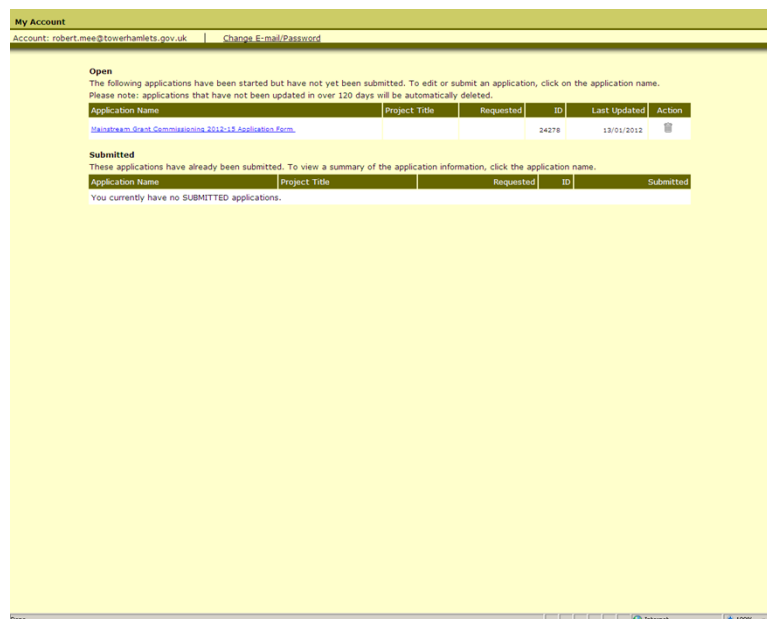 My Account
Account: robert.mee@towerhamlets.gov.uk | Change E-mail/Password
Open
The following applications have been started but have not yet been submitted. To edit or submit an application, click on the application name.
Please note: applications that have not been updated in over 120 days will be automatically deleted.
Application Name Project Title Requested ID Last Updated Action
Mainstream Grant Commissioning 2012-15 Application Form. 24278 13/01/2012
Submitted
These applications have already been submitted. To view a summary of the application information, click the application name.
Application Name Project Title Requested ID Submitted
You currently have no SUBMITTED applications.